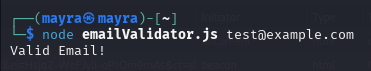 ┌──(mayra㉿mayra)-[~]
└─$ node emailValidator.js test@example.com
Valid Email!